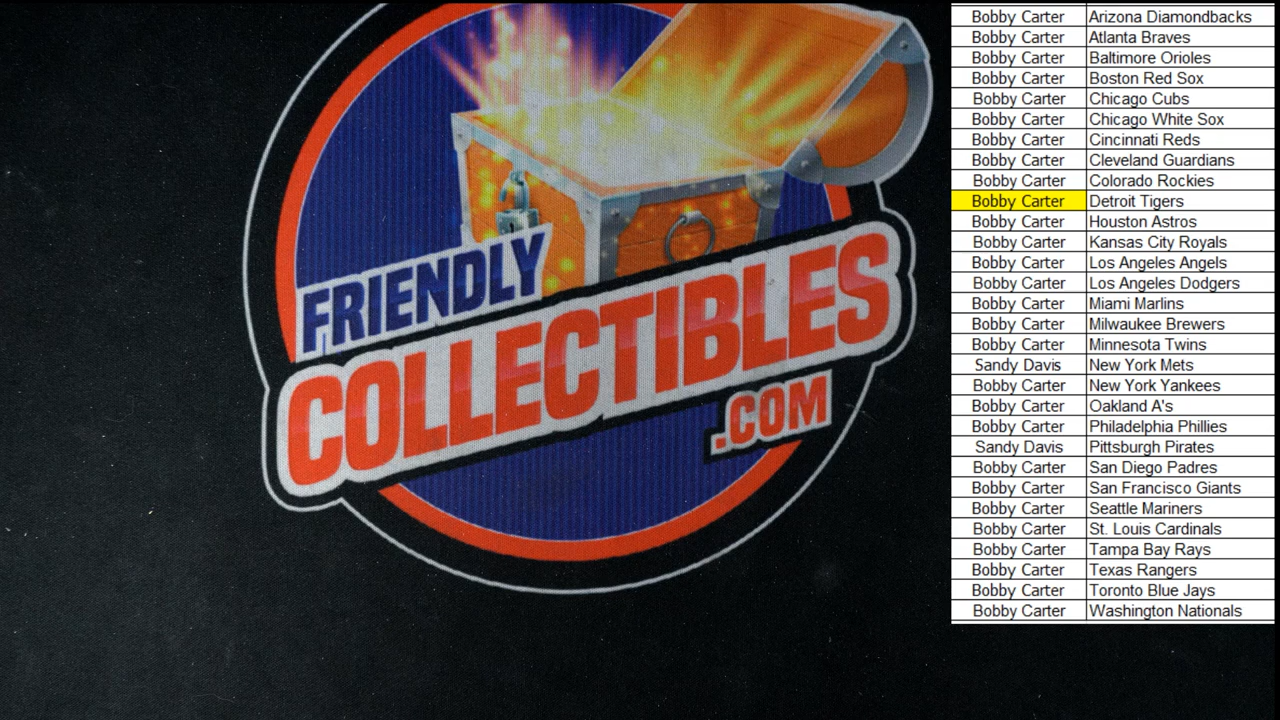 FRIENDLY
COLLECTIBLES
.COM
Bobby Carter Arizona Diamondbacks
Bobby Carter Atlanta Braves
Bobby Carter Baltimore Orioles
Bobby Carter Boston Red Sox
Bobby Carter Chicago Cubs
Bobby Carter Chicago White Sox
Bobby Carter Cincinnati Reds
Bobby Carter Cleveland Guardians
Bobby Carter Colorado Rockies
Bobby Carter Detroit Tigers
Bobby Carter Houston Astros
Bobby Carter Kansas City Royals
Bobby Carter Los Angeles Angels
Bobby Carter Los Angeles Dodgers
Bobby Carter Miami Marlins
Bobby Carter Milwaukee Brewers
Bobby Carter Minnesota Twins
Sandy Davis New York Mets
Bobby Carter New York Yankees
Bobby Carter Oakland A's
Bobby Carter Philadelphia Phillies
Sandy Davis Pittsburgh Pirates
Bobby Carter San Diego Padres
Bobby Carter San Francisco Giants
Bobby Carter Seattle Mariners
Bobby Carter St. Louis Cardinals
Bobby Carter Tampa Bay Rays
Bobby Carter Texas Rangers
Bobby Carter Toronto Blue Jays
Bobby Carter Washington Nationals